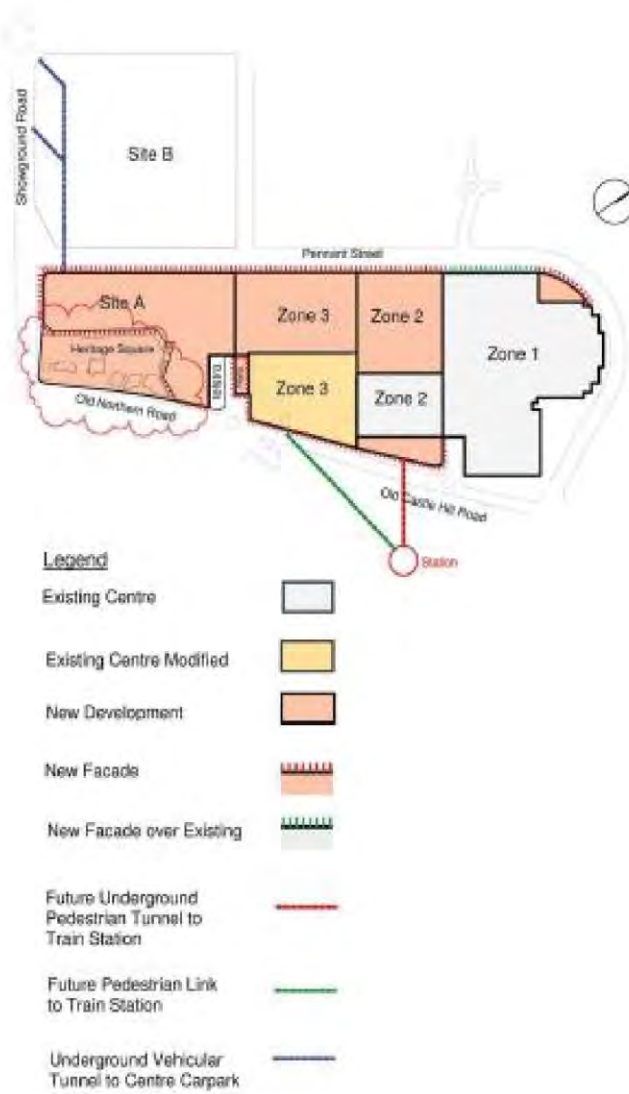 Showground Road
Site B
Pennant Street
Site A
Zone 3
Zone 2
Zone 1
Heritage Square
Zone 3
Zone 2
Old Northern Road
Old Castle Hill Road
Station
Legend
Existing Centre
Existing Centre Modified
New Development
New Facade
New Facade over Existing
Future Underground
Pedestrian Tunnel to
Train Station
Future Pedestrian Link
to Train Station
Underground Vehicular
Tunnel to Centre Carpark